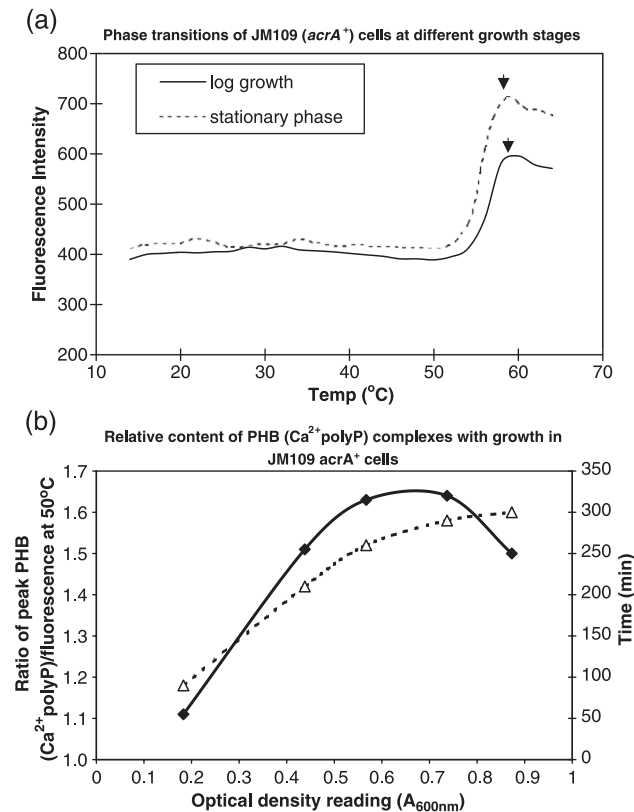 (a)
Phase transitions of JM109 (acrA⁺) cells at different growth stages
800
700
600
500
400
300
200
Fluorescence Intensity
log growth
stationary phase
10 20 30 40 50 60 70
Temp (°C)
(b)
Relative content of PHB (Ca²⁺polyP) complexes with growth in
JM109 acrA⁺ cells
1.7
1.6
1.5
1.4
1.3
1.2
1.1
1.0
Ratio of peak PHB
(Ca²⁺polyP)/fluorescence at 50°C
350
300
250
200
150
100
50
0
Time (min)
0 0.1 0.2 0.3 0.4 0.5 0.6 0.7 0.8 0.9 1
Optical density reading (A₆₀₀ₙₘ)